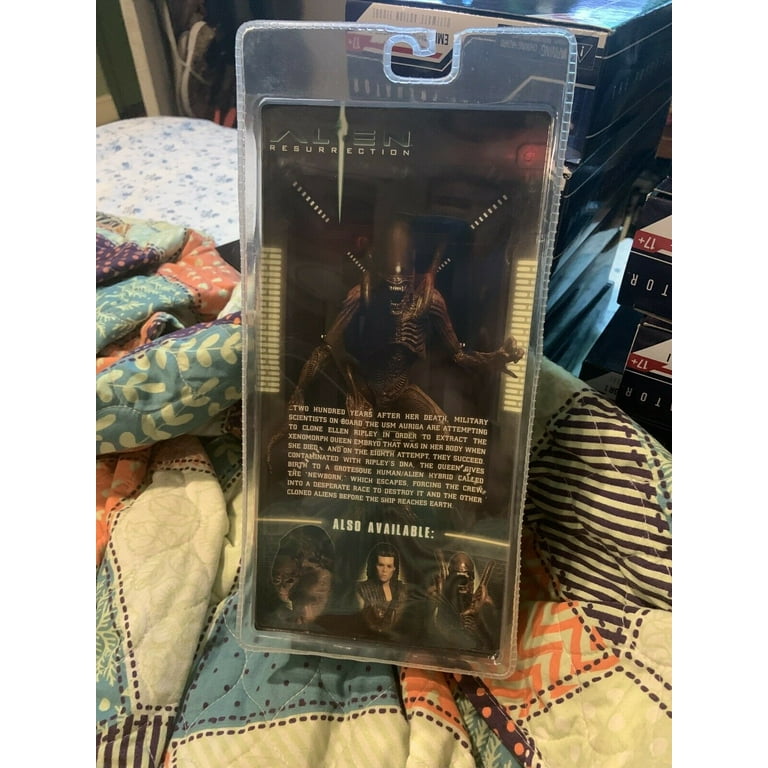 ALIEN
RESURRECTION
TWO HUNDRED YEARS AFTER HER DEATH, MILITARY
SCIENTISTS ON BOARD THE USM AURIGA ARE ATTEMPTING
TO CLONE ELLEN RIPLEY IN ORDER TO EXTRACT THE
XENOMORPH QUEEN EMBRYO THAT WAS IN HER BODY WHEN
SHE DIED. AND ON THE EIGHTH ATTEMPT, THEY SUCCEED.
CONTAMINATED WITH RIPLEY'S DNA, THE QUEEN GIVES
BIRTH TO A GROTESQUE HUMAN/ALIEN HYBRID CALLED
THE "NEWBORN," WHICH ESCAPES, FORCING THE CREW
INTO A DESPERATE RACE TO DESTROY IT AND THE OTHER
CLONED ALIENS BEFORE THE SHIP REACHES EARTH.
ALSO AVAILABLE:
17+
WARNING
17+
17+